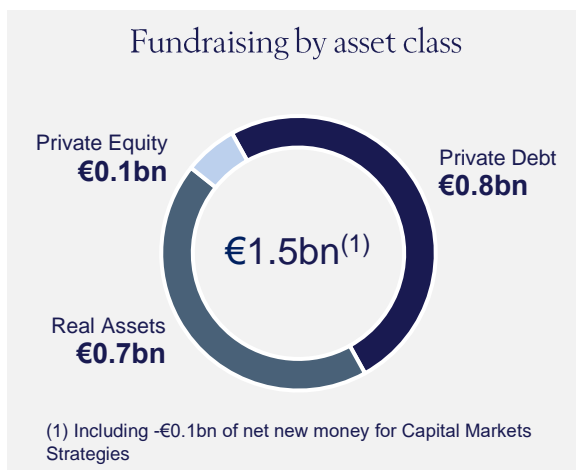 Fundraising by asset class
Private Equity
€0.1bn
Private Debt
€0.8bn
€1.5bn(1)
Real Assets
€0.7bn
(1) Including -€0.1bn of net new money for Capital Markets
Strategies